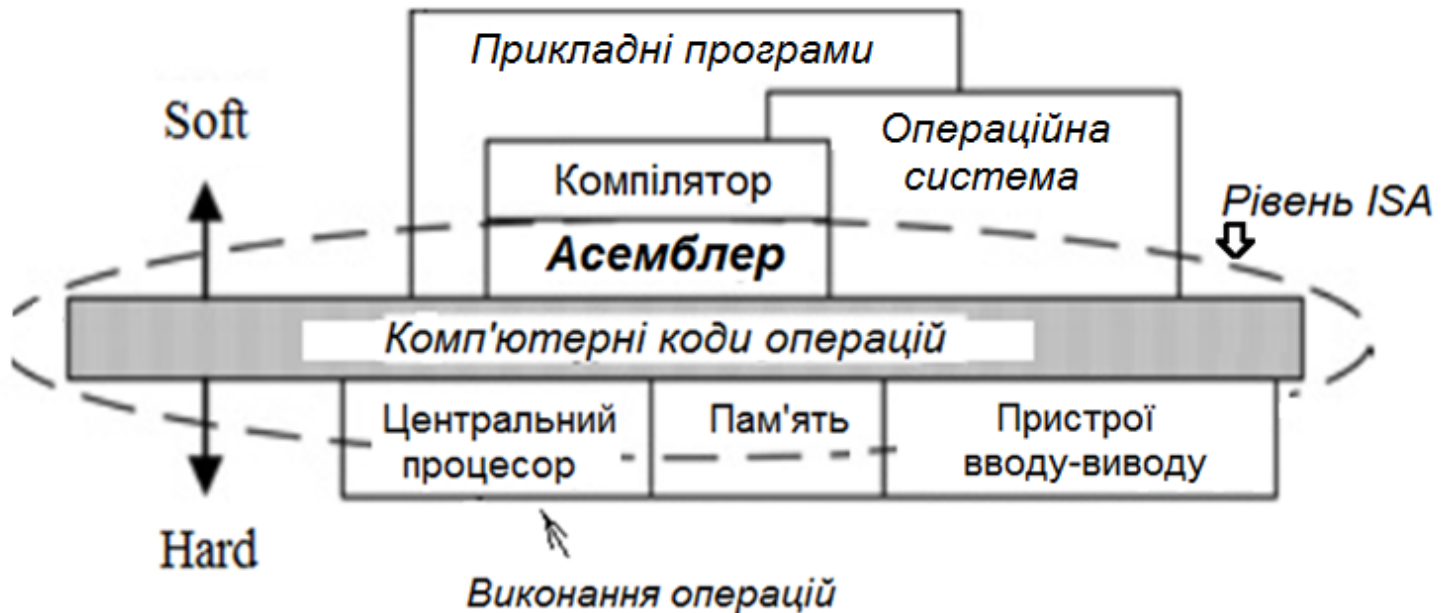 Прикладні програми
Soft
Операційна
система
Компілятор
Рівень ISA
Асемблер
Комп'ютерні коди операцій
Центральний
процесор
Пам'ять
Пристрої
вводу-виводу
Hard
Виконання операцій